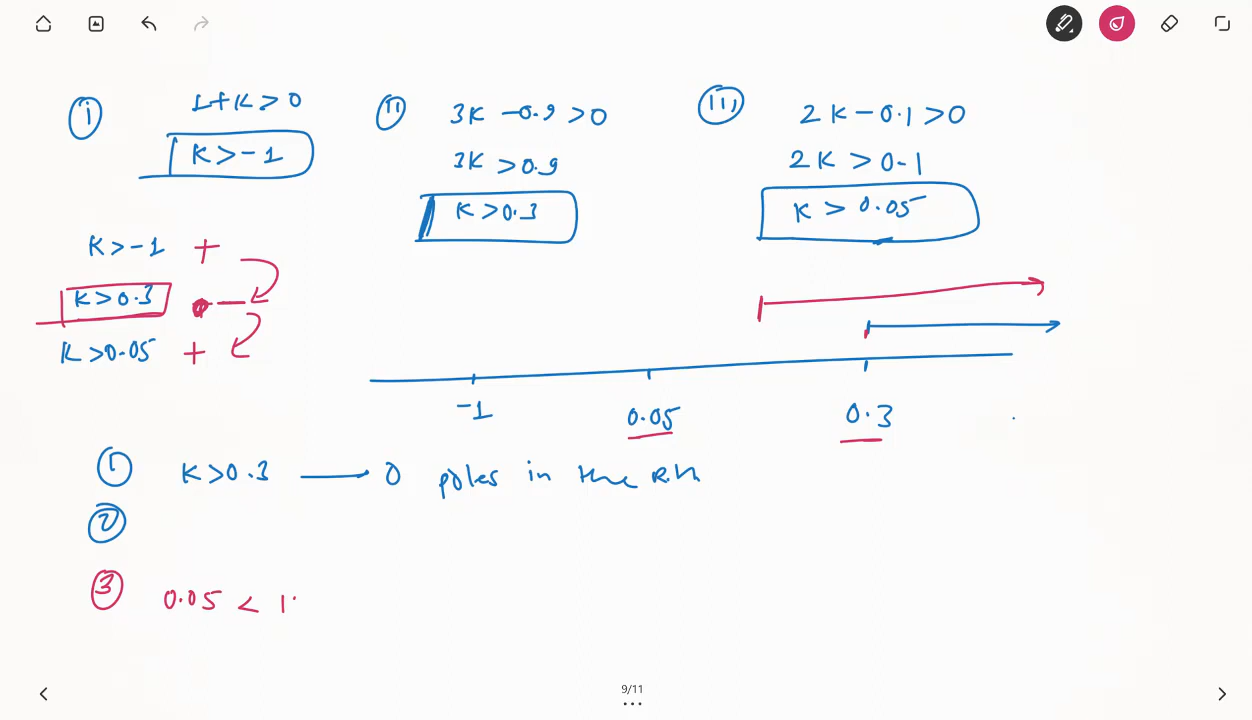 i
1+K>0
K>-1
ii
3K-0.9>0
3K>0.9
K>0.3
iii,
2K-0.1>0
2K>0.1
K>0.05
K>-1 +
K>0.3 -
K>0.05 +
-1 0.05 0.3
1 K>0.3 → 0 poles in the R.H
2
3 0.05 <
9/11